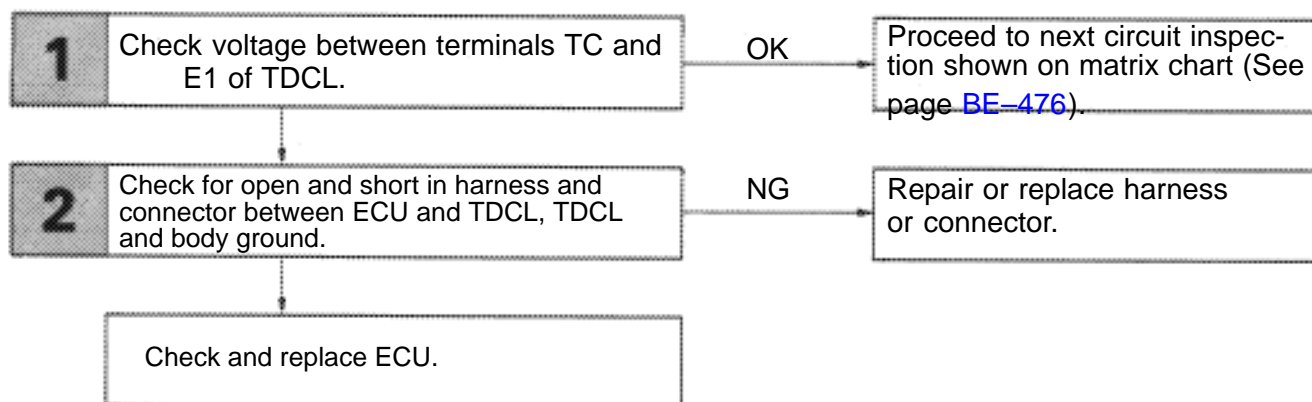 1
Check voltage between terminals TC and
E1 of TDCL.
OK
Proceed to next circuit inspec-
tion shown on matrix chart (See
page BE–476).
2
Check for open and short in harness and
connector between ECU and TDCL, TDCL
and body ground.
NG
Repair or replace harness
or connector.
Check and replace ECU.